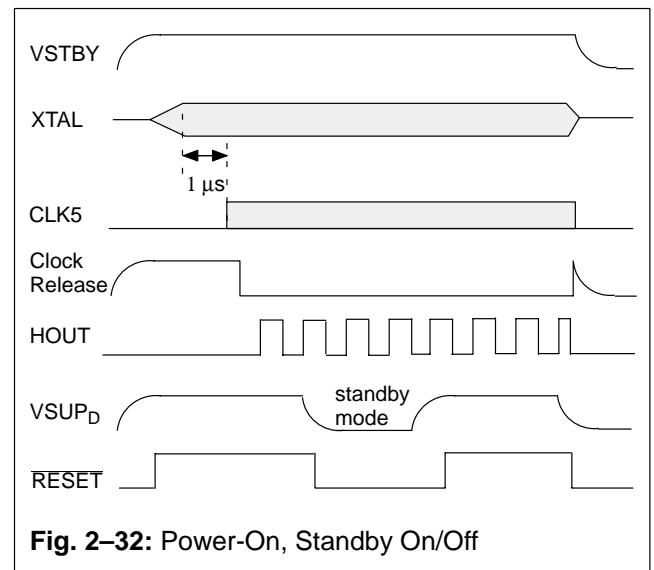 VSTBY
XTAL
1 μs
CLK5
Clock
Release
HOUT
VSUPD
standby
mode
RESET
Fig. 2–32: Power-On, Standby On/Off